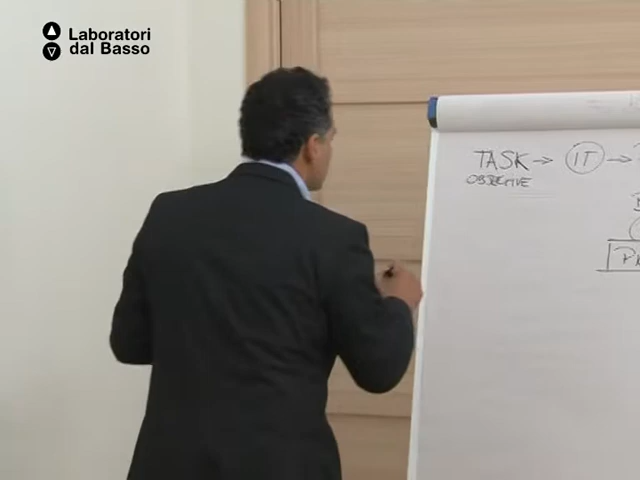 Laboratori
dal Basso
TASK → IT →
OBJECTIVE